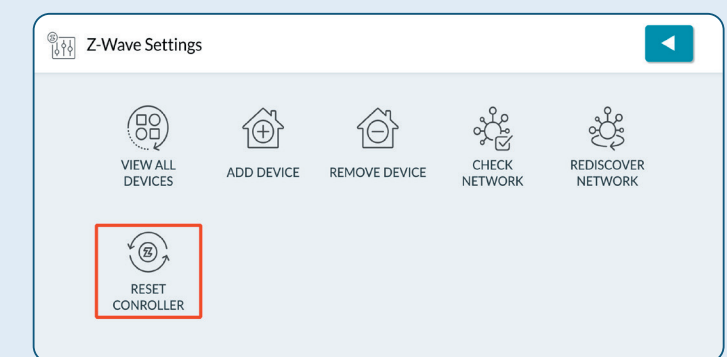 Z-Wave Settings
VIEW ALL
DEVICES
ADD DEVICE
REMOVE DEVICE
CHECK
NETWORK
REDISCOVER
NETWORK
RESET
CONROLLER